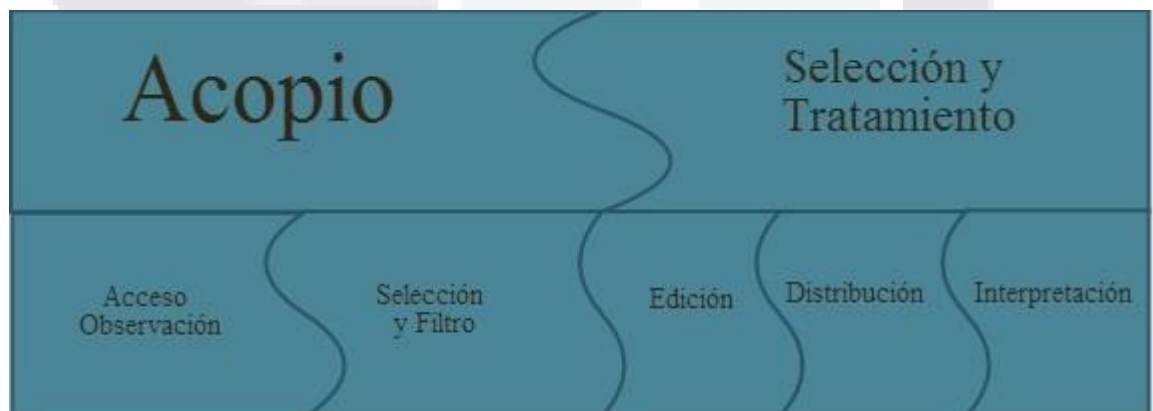 Acopio
Selección y
Tratamiento
Acceso
Observación
Selección
y Filtro
Edición
Distribución
Interpretación